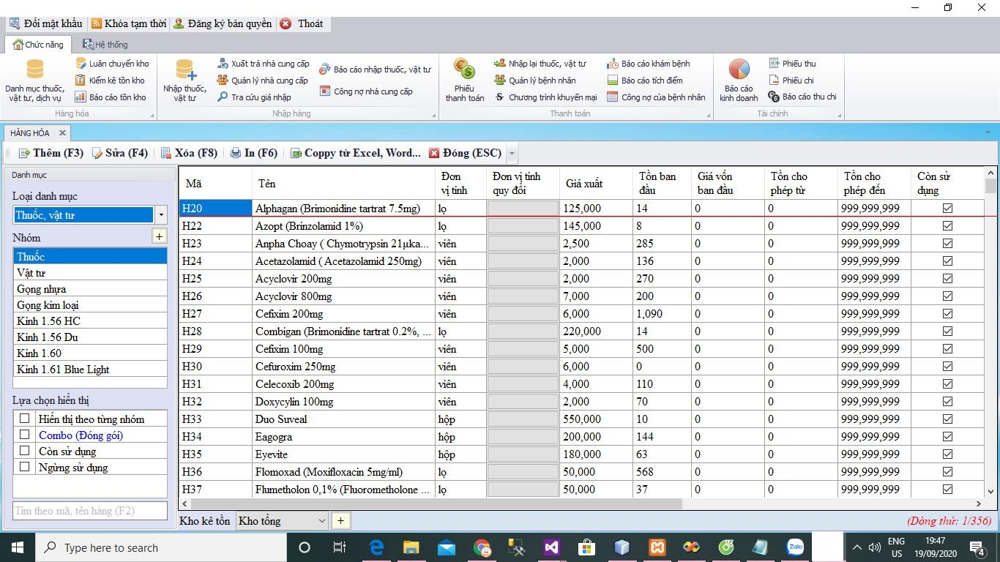 Đổi mật khẩu Khóa tạm thời Đăng ký bản quyền Thoát
Chức năng Hệ thống
Danh mục thuốc, vật tư, dịch vụ
Luân chuyển kho
Kiểm kê tồn kho
Báo cáo tồn kho
Hàng hóa
Nhập thuốc, vật tư
Xuất trả nhà cung cấp
Quản lý nhà cung cấp
Tra cứu giá nhập
Báo cáo nhập thuốc, vật tư
Công nợ nhà cung cấp
Nhập hàng
Phiếu thanh toán
Nhập lại thuốc, vật tư
Quản lý bệnh nhân
Chương trình khuyến mại
Báo cáo khám bệnh
Báo cáo tích điểm
Công nợ của bệnh nhân
Thanh toán
Báo cáo kinh doanh
Phiếu thu
Phiếu chi
Báo cáo thu chi
Tài chính
HÀNG HÓA
Thêm (F3) Sửa (F4) Xóa (F8) In (F6) Coppy từ Excel, Word... Đóng (ESC)
Danh mục
Loại danh mục
Thuốc, vật tư
Nhóm +
Thuốc
Vật tư
Gọng nhựa
Gọng kim loại
Kính 1.56 HC
Kính 1.56 Du
Kính 1.60
Kính 1.61 Blue Light
Lựa chọn hiển thị
Hiển thị theo từng nhóm
Combo (Đóng gói)
Còn sử dụng
Ngừng sử dụng
Tìm theo mã, tên hàng (F2)
Mã Tên Đơn vị tính Đơn vị tính quy đổi Giá xuất Tồn ban đầu Giá vốn ban đầu Tồn cho phép từ Tồn cho phép đến Còn sử dụng
H20 Alphagan (Brimonidine tartrat 7.5mg) lọ 125,000 14 0 0 999,999,999
H22 Azopt (Brinzolamid 1%) lọ 145,000 8 0 0 999,999,999
H23 Anpha Choay ( Chymotrypsin 21µka... viên 2,500 285 0 0 999,999,999
H24 Acetazolamid ( Acetazolamid 250mg) viên 2,000 136 0 0 999,999,999
H25 Acyclovir 200mg viên 2,000 270 0 0 999,999,999
H26 Acyclovir 800mg viên 7,000 200 0 0 999,999,999
H27 Cefixim 200mg viên 6,000 1,090 0 0 999,999,999
H28 Combigan (Brimonidine tartrat 0.2%, ... lọ 220,000 14 0 0 999,999,999
H29 Cefixim 100mg viên 5,000 500 0 0 999,999,999
H30 Cefuroxim 250mg viên 6,000 0 0 0 999,999,999
H31 Celecoxib 200mg viên 4,000 110 0 0 999,999,999
H32 Doxycylin 100mg viên 2,000 70 0 0 999,999,999
H33 Duo Suveal hộp 550,000 10 0 0 999,999,999
H34 Eagogra hộp 200,000 144 0 0 999,999,999
H35 Eyevite hộp 180,000 63 0 0 999,999,999
H36 Flomoxad (Moxifloxacin 5mg/ml) lọ 50,000 568 0 0 999,999,999
H37 Flumetholon 0,1% (Fluorometholone ... lọ 50,000 37 0 0 999,999,999
Kho kê tồn Kho tổng + (Dòng thứ: 1/356)
Type here to search
Zalo
ENG US
19:47
19/09/2020
4